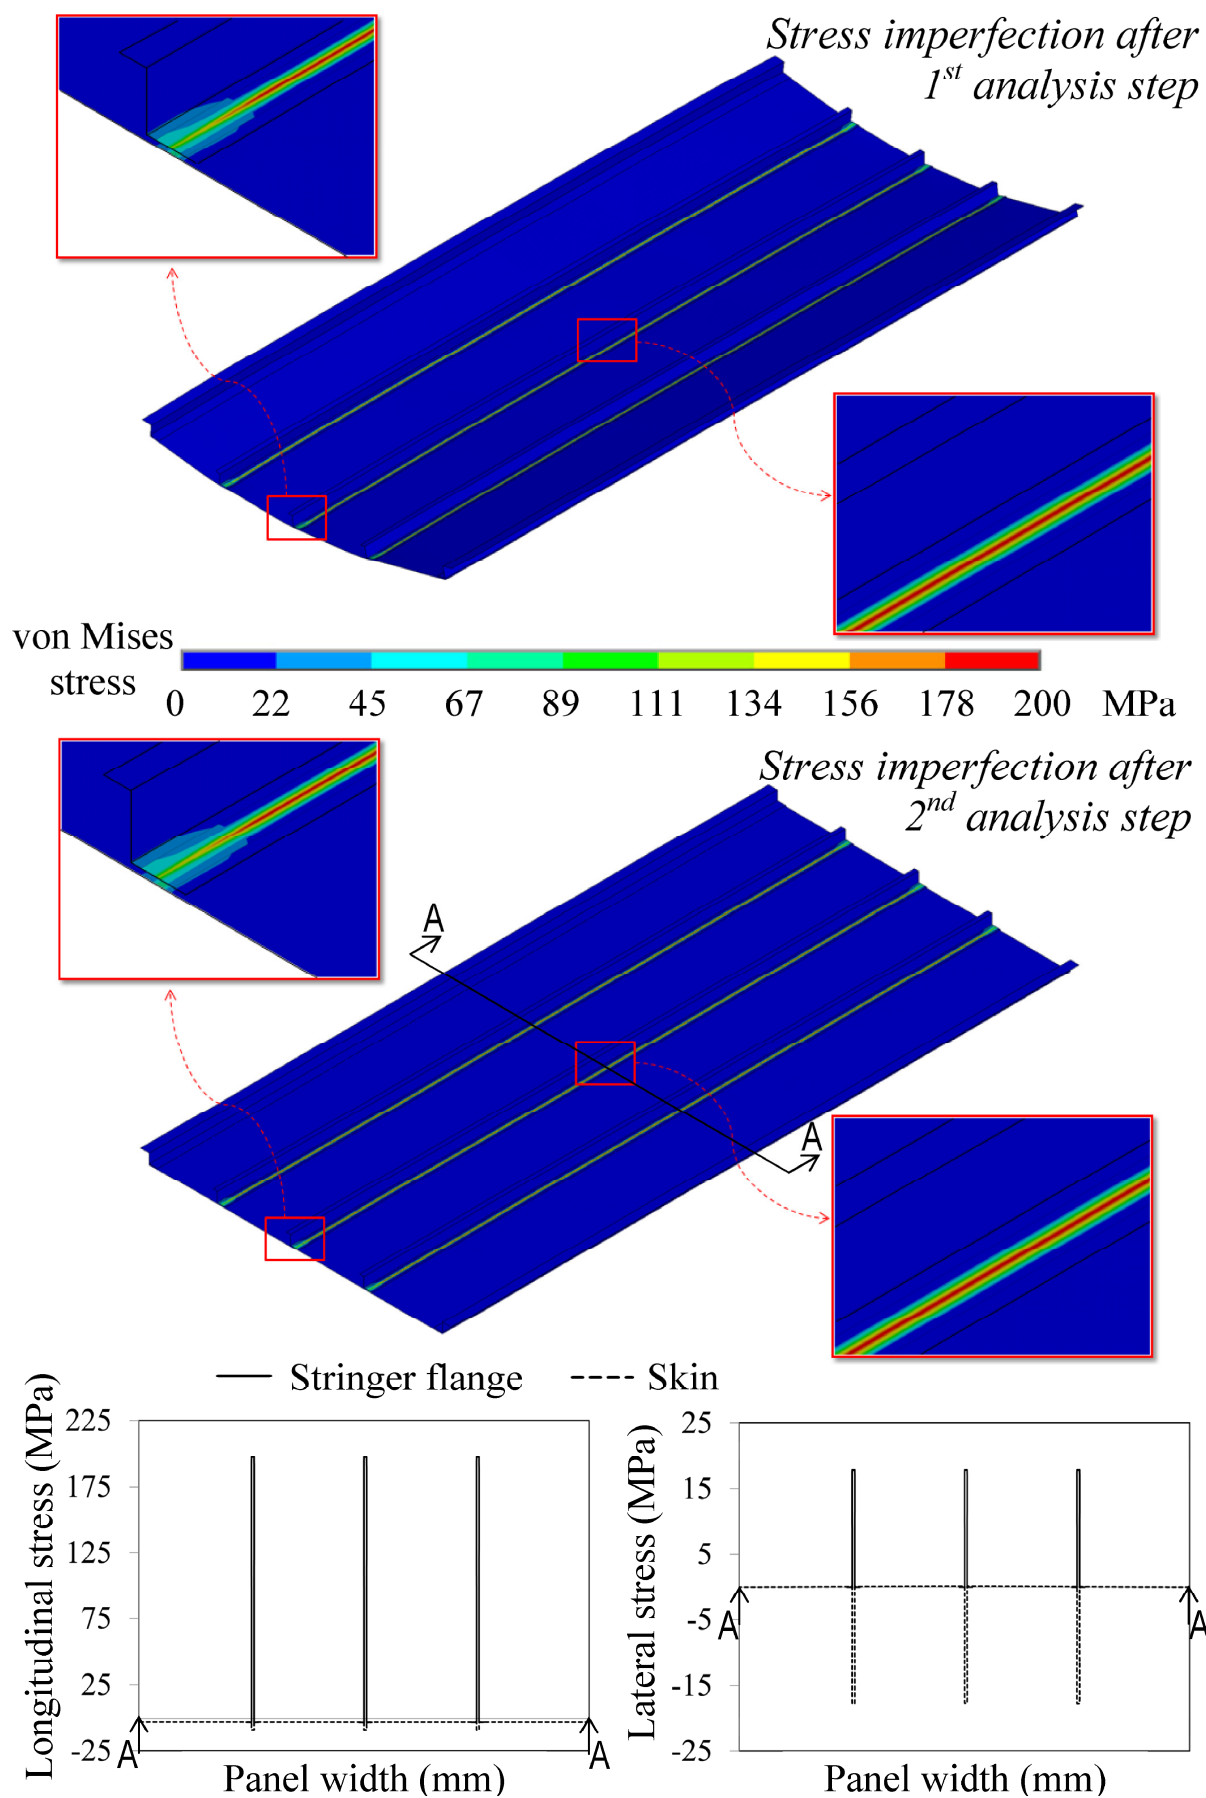 Stress imperfection after
1st analysis step
von Mises
stress
0 22 45 67 89 111 134 156 178 200 MPa
Stress imperfection after
2nd analysis step
A
A
Stringer flange Skin
Longitudinal stress (MPa)
225
175
125
75
25
-25
A
A
Panel width (mm)
Lateral stress (MPa)
25
15
5
-5
-15
-25
A
A
Panel width (mm)